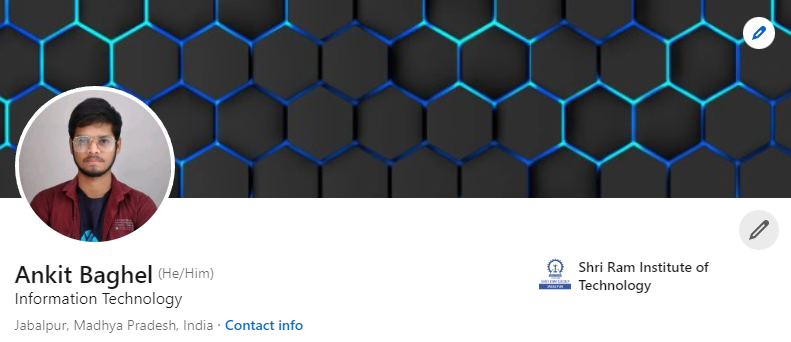 Ankit Baghel (He/Him)
Information Technology
Jabalpur, Madhya Pradesh, India · Contact info
Shri Ram Institute of
Technology